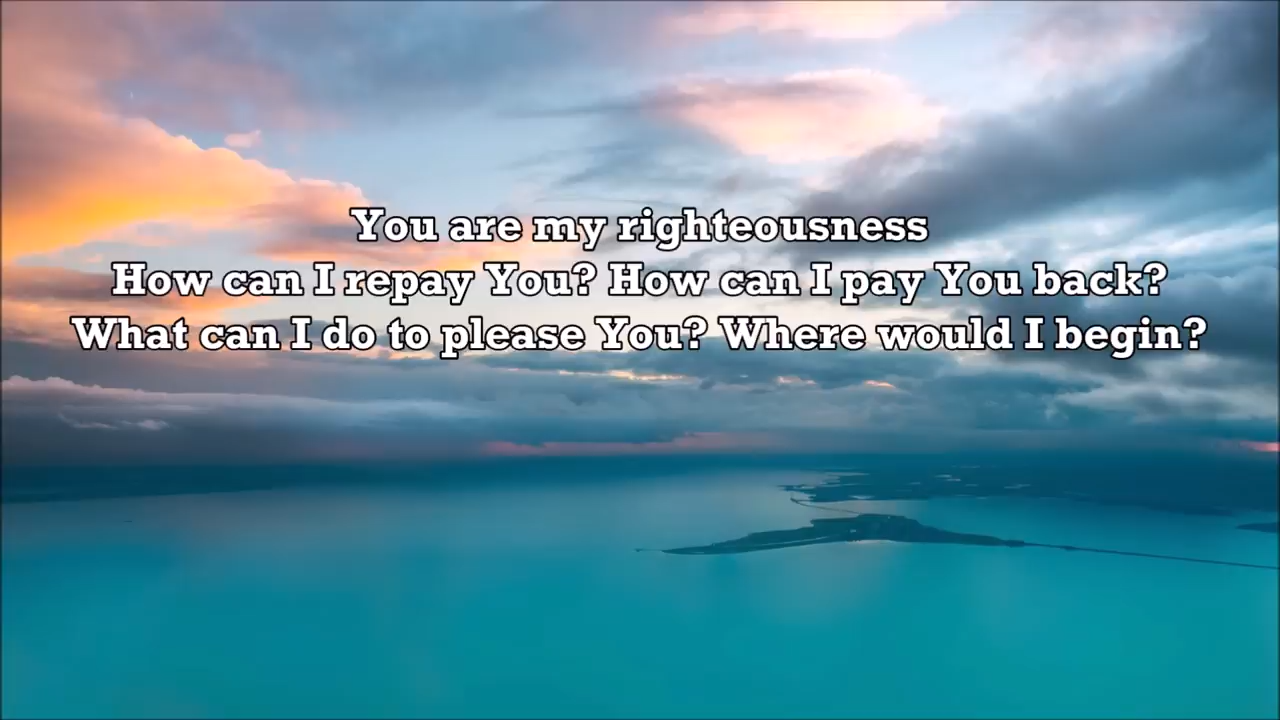 You are my righteousness
How can I repay You? How can I pay You back?
What can I do to please You? Where would I begin?